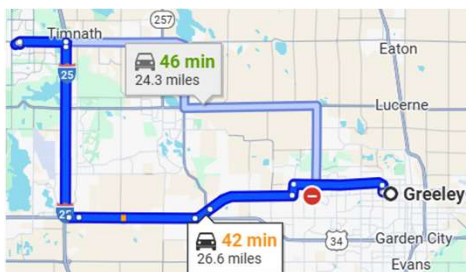 257
Timnath
Eaton
25
46 min
24.3 miles
Lucerne
Greeley
25
42 min
26.6 miles
34
Garden City
Evans